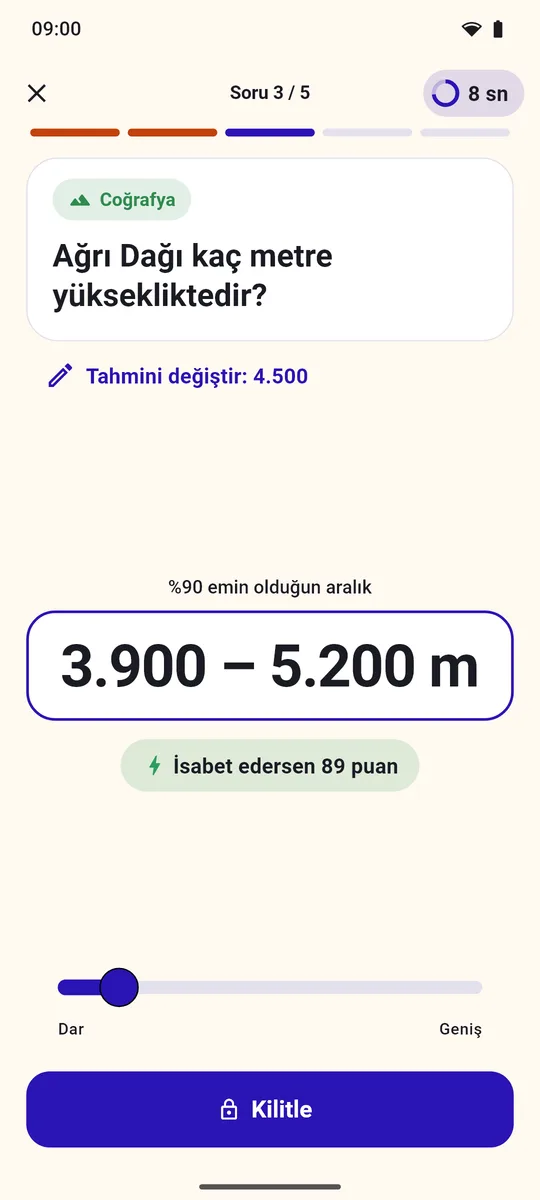 09:00
Soru 3 / 5
8 sn
Coğrafya
Ağrı Dağı kaç metre
yüksekliktedir?
Tahmini değiştir: 4.500
%90 emin olduğun aralık
3.900 – 5.200 m
İsabet edersen 89 puan
Dar
Geniş
Kilitle